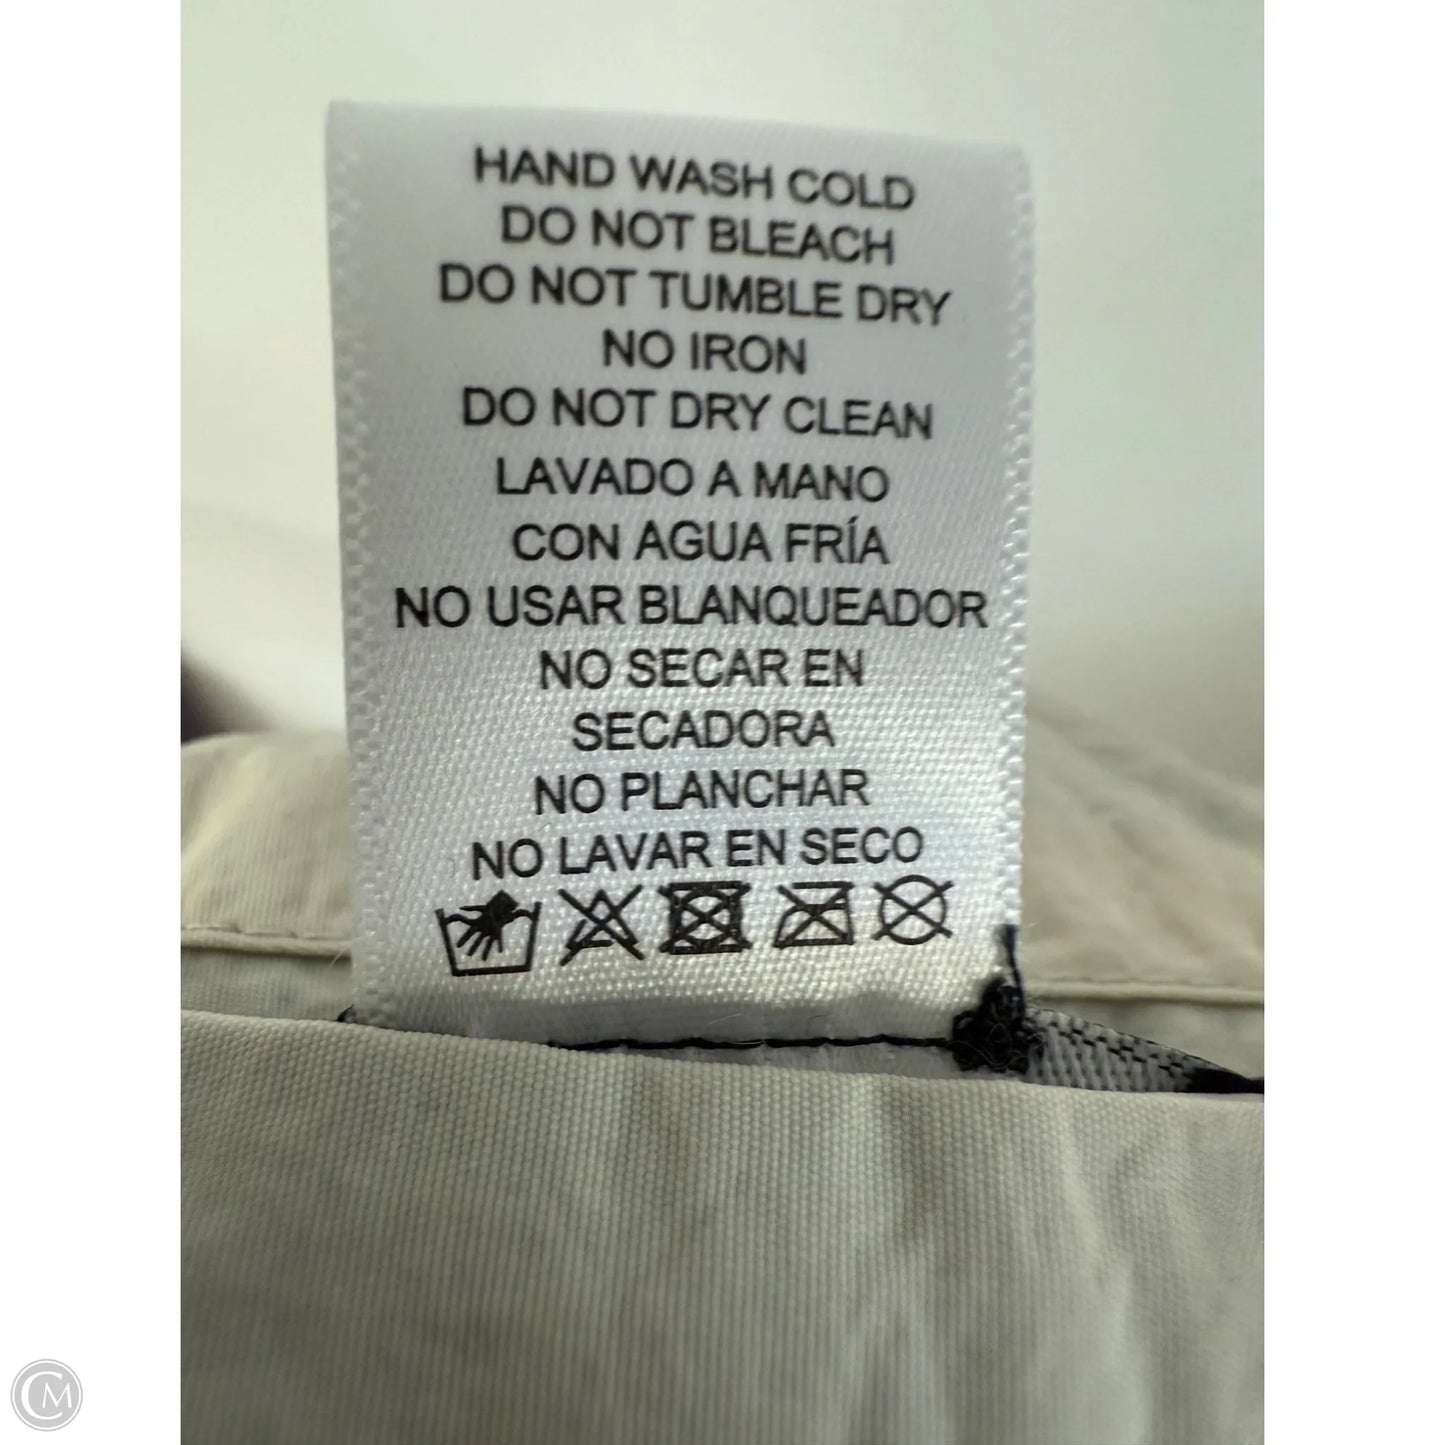 HAND WASH COLD
DO NOT BLEACH
DO NOT TUMBLE DRY
NO IRON
DO NOT DRY CLEAN
LAVADO A MANO
CON AGUA FRÍA
NO USAR BLANQUEADOR
NO SECAR EN
SECADORA
NO PLANCHAR
NO LAVAR EN SECO
CM